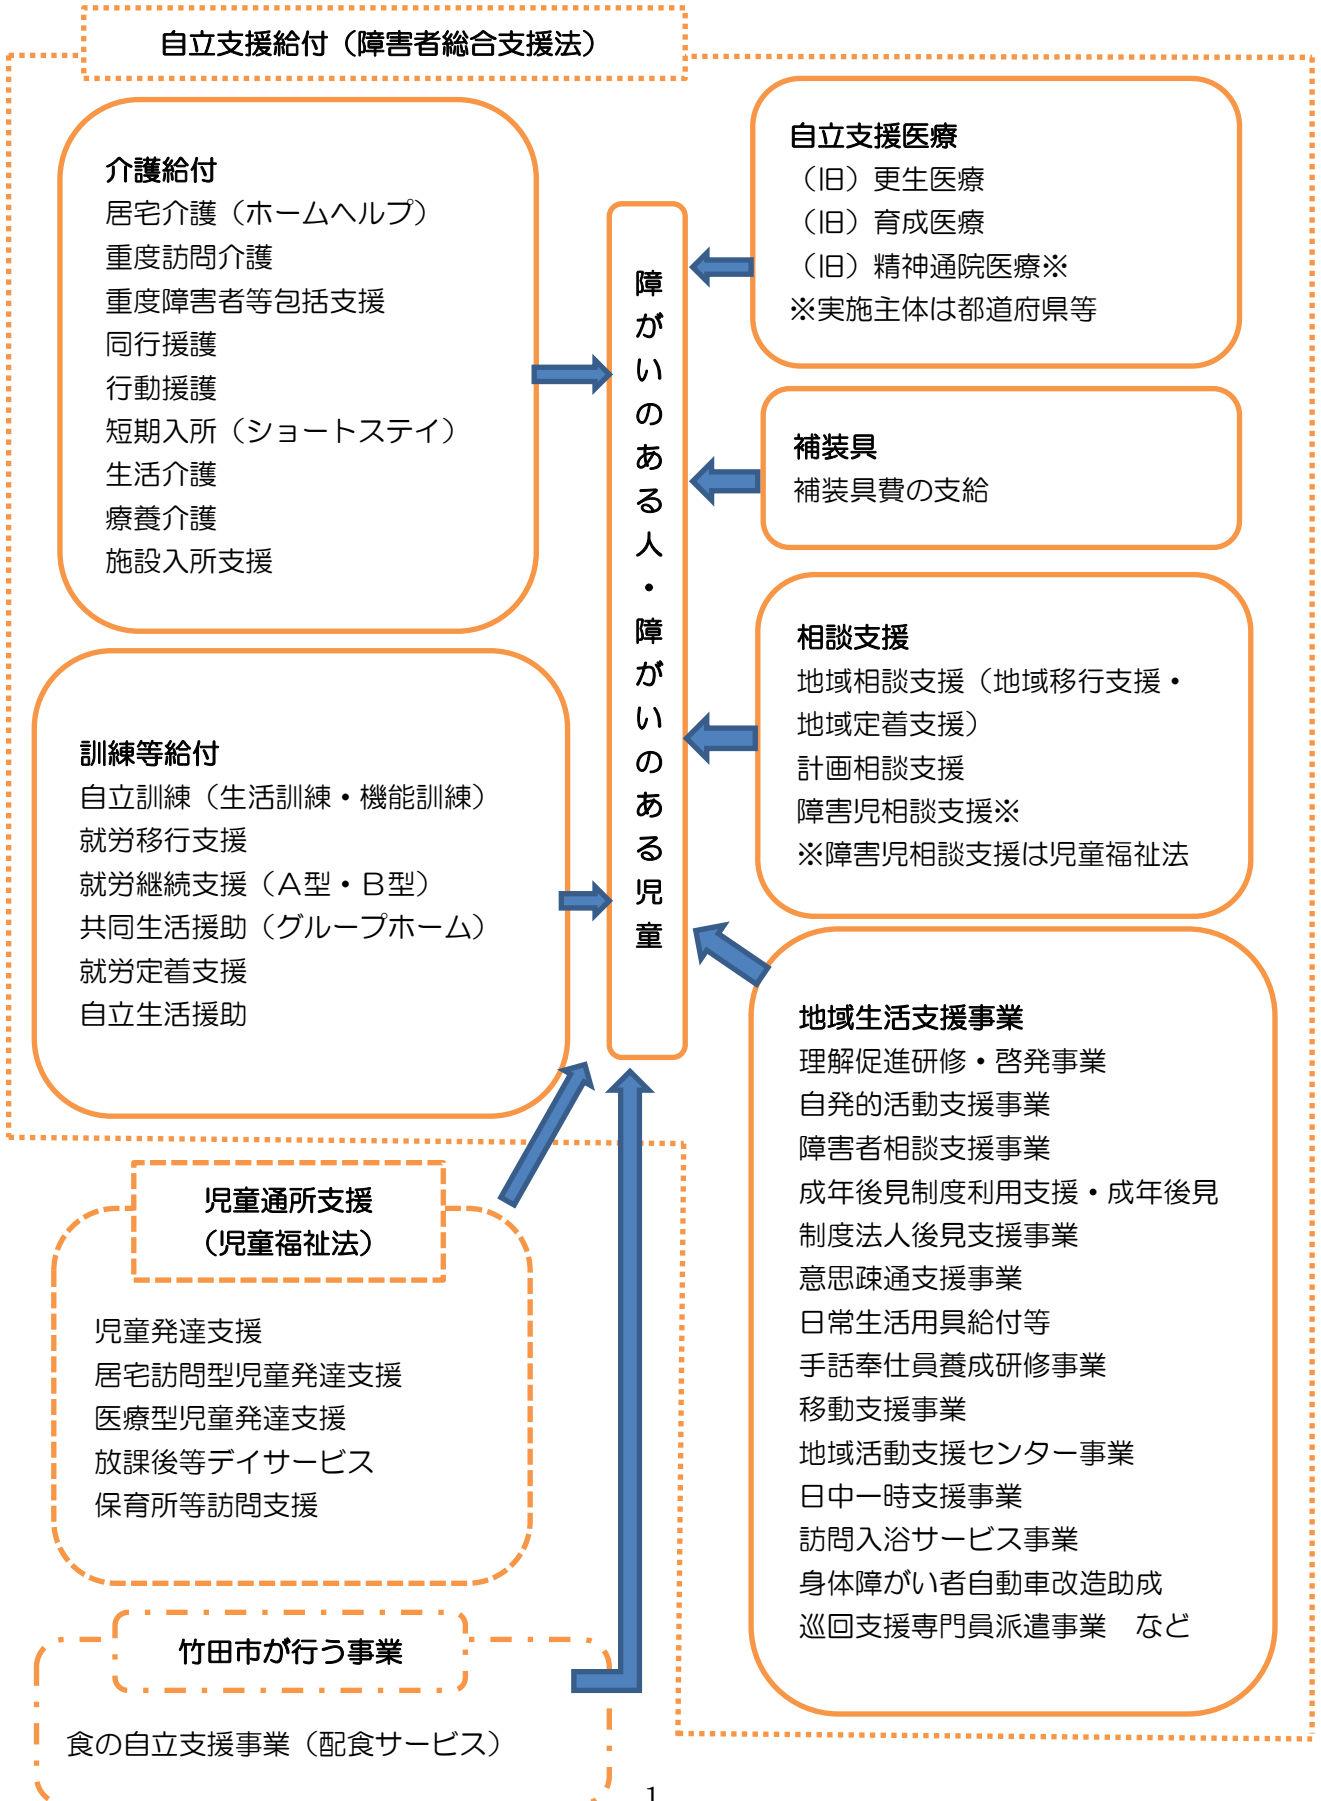 自立支援給付（障害者総合支援法）
介護給付
居宅介護（ホームヘルプ）
重度訪問介護
重度障害者等包括支援
同行援護
行動援護
短期入所（ショートステイ）
生活介護
療養介護
施設入所支援
訓練等給付
自立訓練（生活訓練・機能訓練）
就労移行支援
就労継続支援（Ａ型・Ｂ型）
共同生活援助（グループホーム）
就労定着支援
自立生活援助
障がいのある人・障がいのある児童
自立支援医療
（旧）更生医療
（旧）育成医療
（旧）精神通院医療※
※実施主体は都道府県等
補装具
補装具費の支給
相談支援
地域相談支援（地域移行支援・
地域定着支援）
計画相談支援
障害児相談支援※
※障害児相談支援は児童福祉法
地域生活支援事業
理解促進研修・啓発事業
自発的活動支援事業
障害者相談支援事業
成年後見制度利用支援・成年後見
制度法人後見支援事業
意思疎通支援事業
日常生活用具給付等
手話奉仕員養成研修事業
移動支援事業
地域活動支援センター事業
日中一時支援事業
訪問入浴サービス事業
身体障がい者自動車改造助成
巡回支援専門員派遣事業　など
児童通所支援
（児童福祉法）
児童発達支援
居宅訪問型児童発達支援
医療型児童発達支援
放課後等デイサービス
保育所等訪問支援
竹田市が行う事業
食の自立支援事業（配食サービス）
1